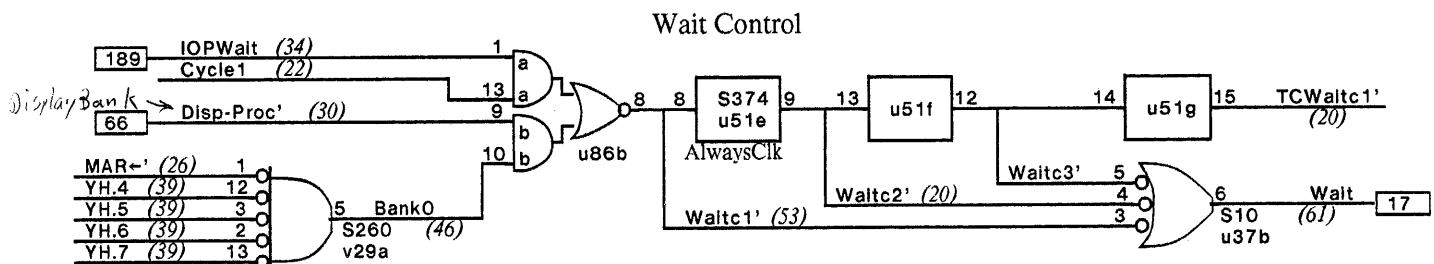 Wait Control
189 IOPWait (34) 1 a
Cycle1 (22) 13 a
DisplayBank →
66 Disp-Proc' (30) 9 b
10 b
8
u86b
8 S374 u51e 9
AlwaysClk
13 u51f 12
14 u51g 15 TCWaitc1' (20)
MAR←' (26) 1
YH.4 (39) 12
YH.5 (39) 3
YH.6 (39) 2
YH.7 (39) 13
5 Bank0 (46)
S260
v29a
Waitc3' 5
Waitc2' (20) 4
Waitc1' (53) 3
6 Wait (61) 17
S10
u37b